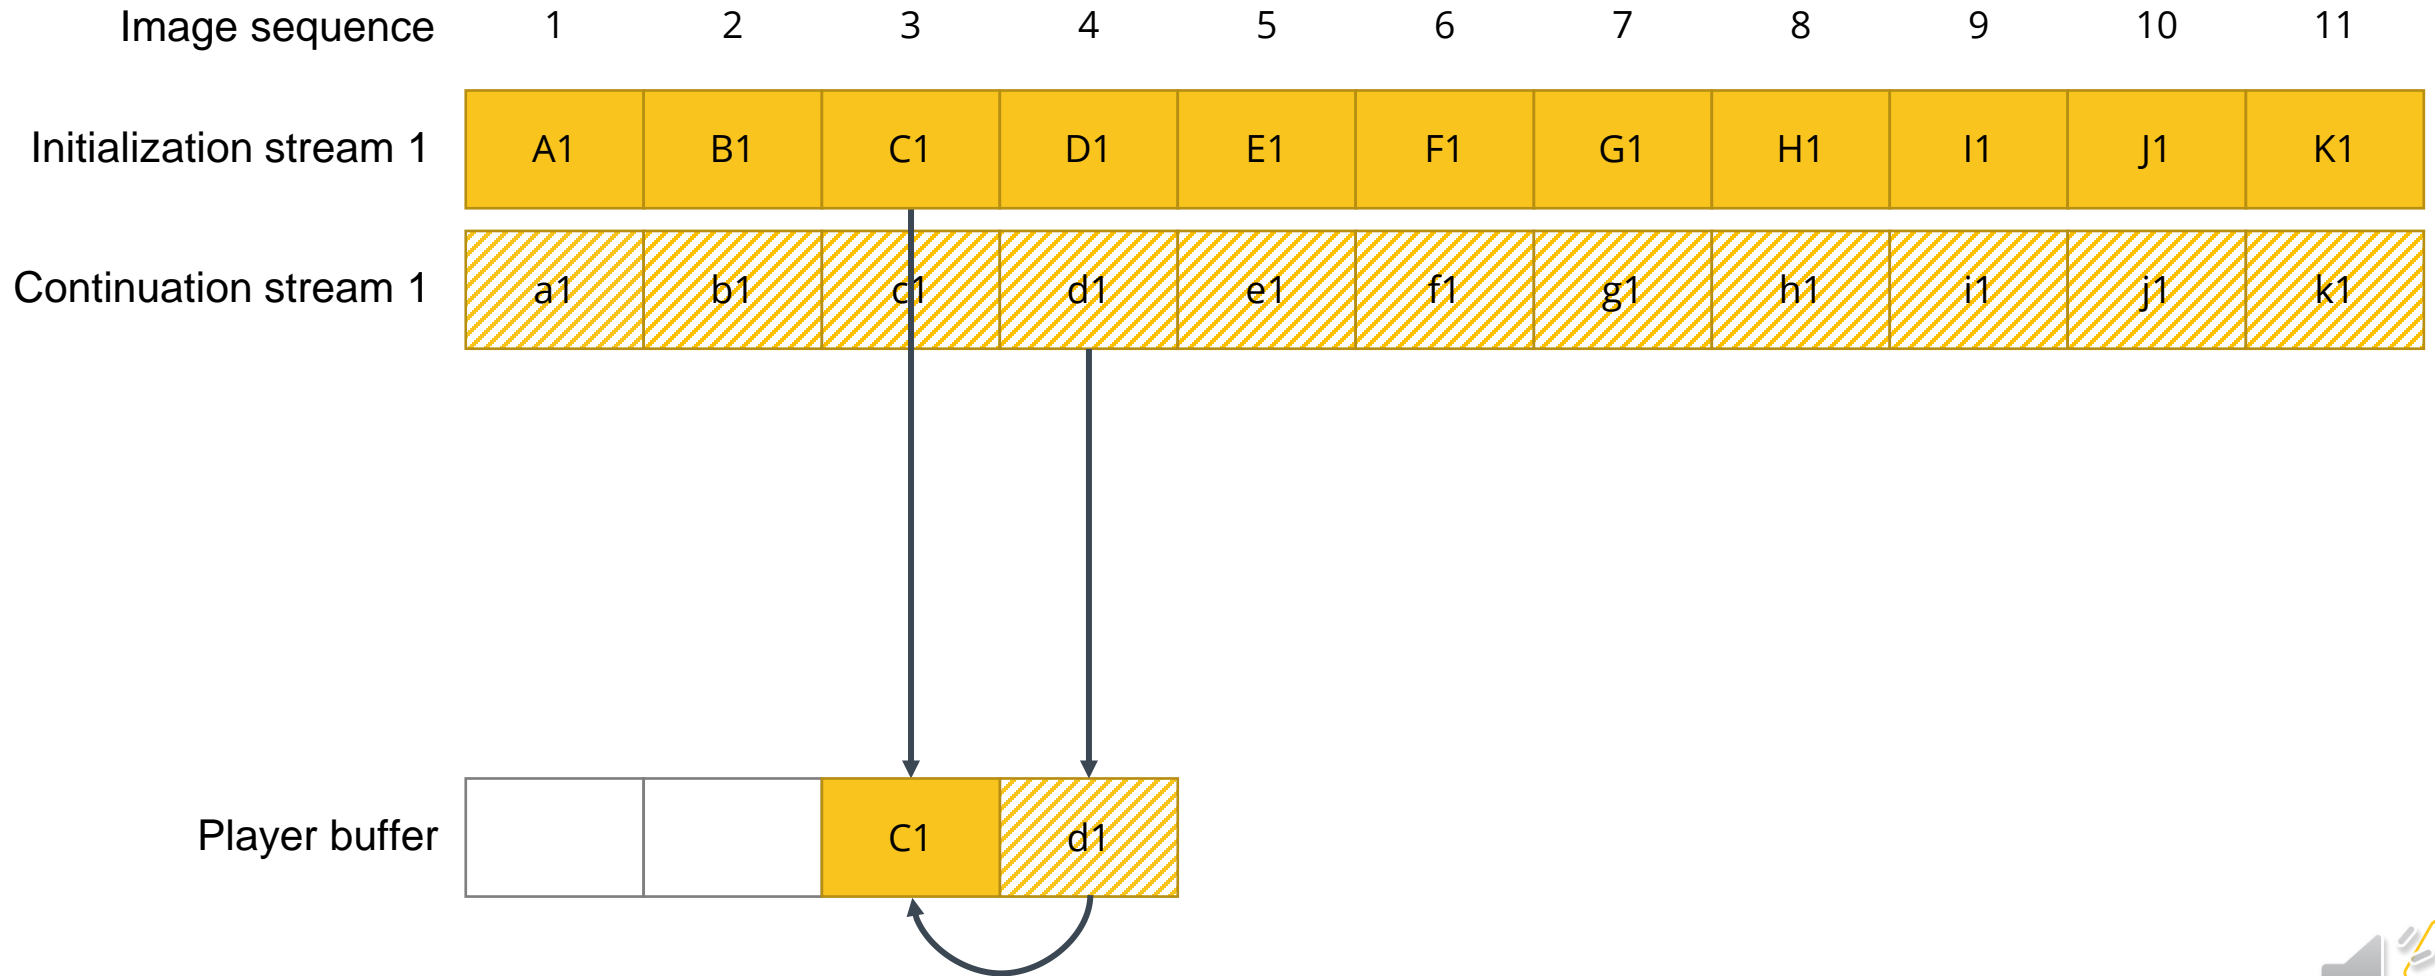 Image sequence 1 2 3 4 5 6 7 8 9 10 11
Initialization stream 1 A1 B1 C1 D1 E1 F1 G1 H1 I1 J1 K1
Continuation stream 1 a1 b1 c1 d1 e1 f1 g1 h1 i1 j1 k1
Player buffer C1 d1